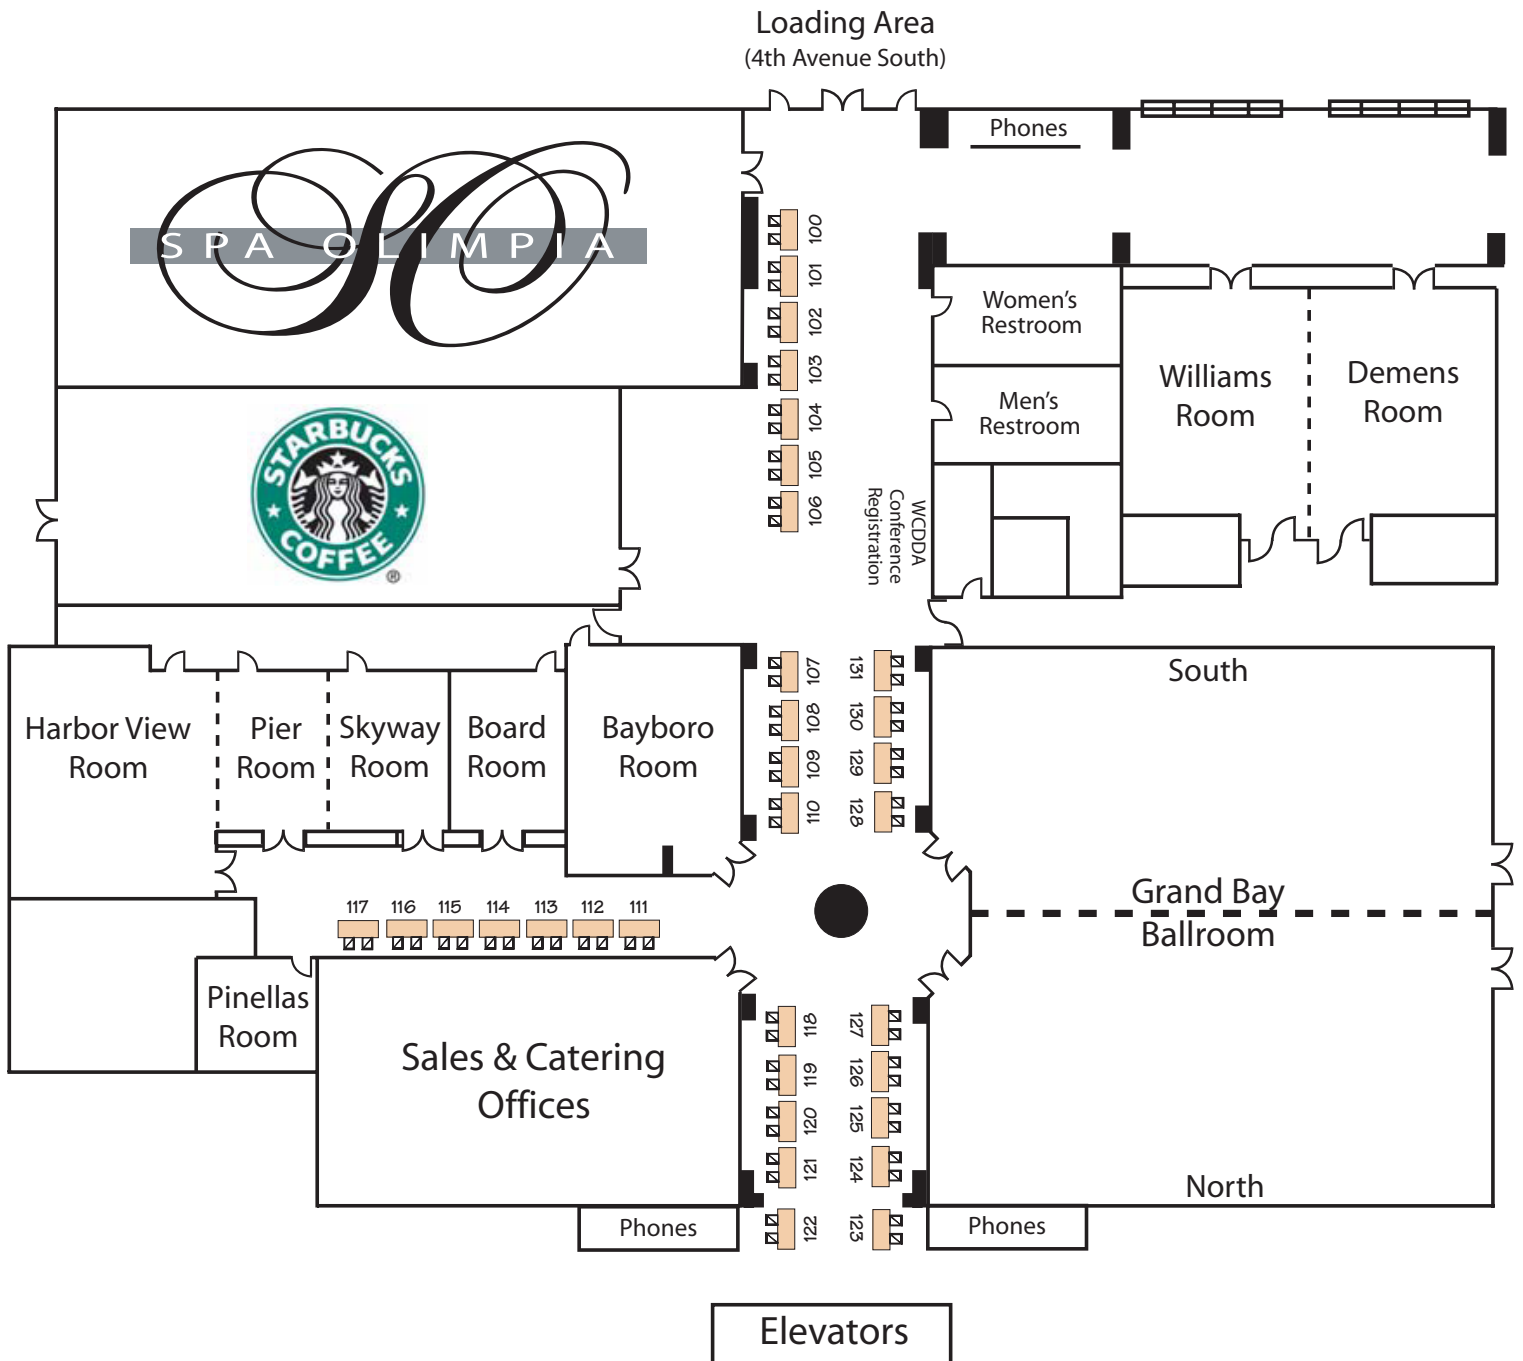 Loading Area
(4th Avenue South)
Phones
SPA OLIMPIA
100
101
102
103
104
105
106
Women's
Restroom
Men's
Restroom
Williams
Room
Demens
Room
STARBUCKS
COFFEE
®
WCDDA
Conference
Registration
107
108
109
110
131
130
129
128
South
Harbor View
Room
Pier
Room
Skyway
Room
Board
Room
Bayboro
Room
Grand Bay
Ballroom
117
116
115
114
113
112
111
Pinellas
Room
Sales & Catering
Offices
118
119
120
121
122
127
126
125
124
123
North
Phones
Phones
Elevators